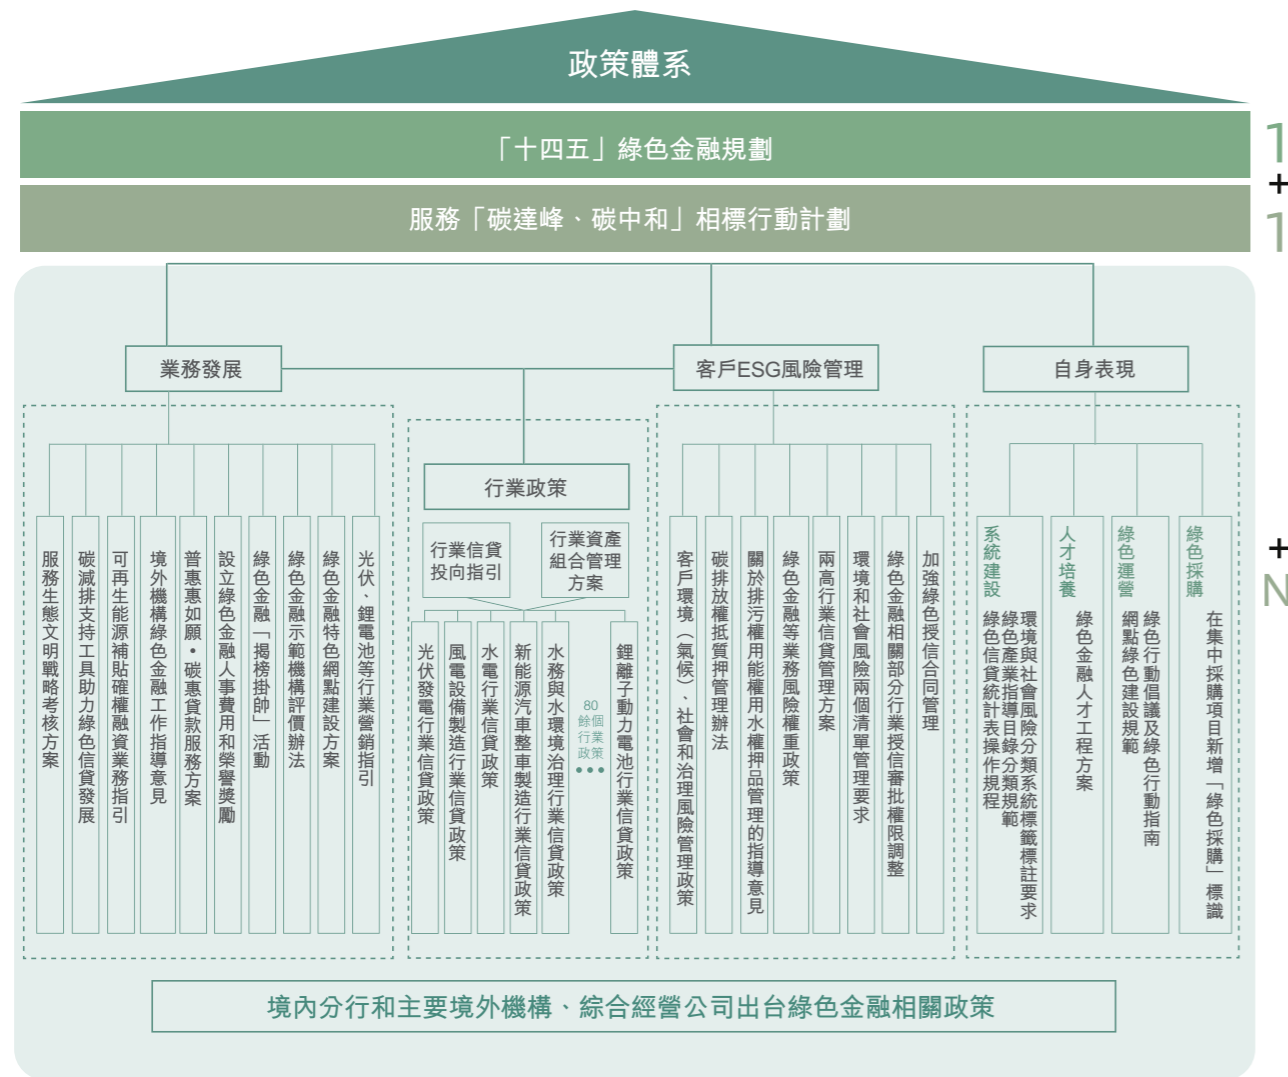 政策體系
「十四五」綠色金融規劃
1
+
服務「碳達峰、碳中和」相標行動計劃
1
業務發展
客戶ESG風險管理
自身表現
行業政策
行業信貸
投向指引
行業資產
組合管理
方案
+
N
服務生態文明戰略考核方案
碳減排支持工具助力綠色信貸發展
可再生能源補貼確權融資業務指引
境外機構綠色金融工作指導意見
普惠惠如願•碳惠貸款服務方案
設立綠色金融人事費用和榮譽獎勵
綠色金融「揭榜掛帥」活動
綠色金融示範機構評價辦法
綠色金融特色網點建設方案
光伏、鋰電池等行業營銷指引
光伏發電行業信貸政策
風電設備製造行業信貸政策
水電行業信貸政策
新能源汽車整車製造行業信貸政策
水務與水環境治理行業信貸政策
80
餘個
行業
政策
•••
鋰離子動力電池行業信貸政策
客戶環境（氣候）、社會和治理風險管理政策
碳排放權抵質押管理辦法
關於排污權用能權用水權押品管理的指導意見
綠色金融等業務風險權重政策
兩高行業信貸管理方案
環境和社會風險兩個清單管理要求
綠色金融相關部分行業授信審批權限調整
加強綠色授信合同管理
系統建設
環境與社會風險分類系統標籤標註要求
綠色產業指導目錄分類規範
綠色信貸統計表操作規程
人才培養
綠色金融人才工程方案
綠色運營
綠色行動倡議及綠色行動指南
網點綠色建設規範
綠色採購
在集中採購項目新增「綠色採購」標識
境內分行和主要境外機構、綜合經營公司出台綠色金融相關政策